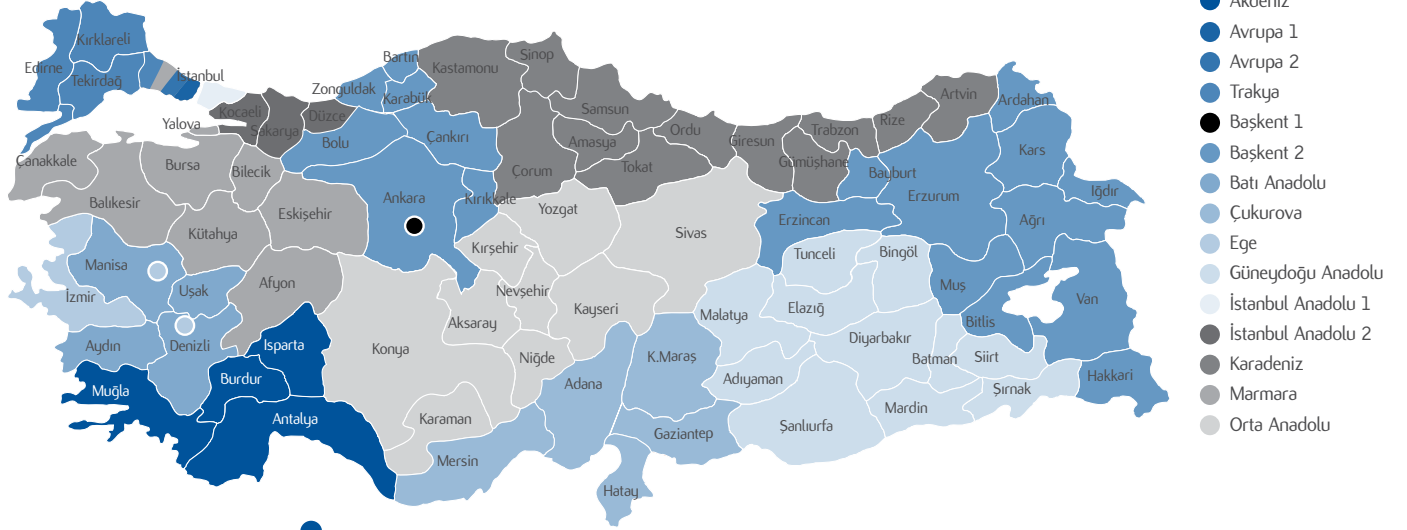 Akdeniz
Avrupa 1
Avrupa 2
Trakya
Başkent 1
Başkent 2
Batı Anadolu
Çukurova
Ege
Güneydoğu Anadolu
İstanbul Anadolu 1
İstanbul Anadolu 2
Karadeniz
Marmara
Orta Anadolu
Kırklareli
Edirne
Tekirdağ
İstanbul
Kocaeli
Yalova
Sakarya
Düzce
Zonguldak
Bartın
Karabük
Bolu
Çankırı
Kastamonu
Sinop
Samsun
Amasya
Ordu
Çorum
Tokat
Giresun
Trabzon
Gümüşhane
Rize
Artvin
Ardahan
Kars
Iğdır
Ağrı
Bayburt
Erzurum
Erzincan
Çanakkale
Balıkesir
Bursa
Bilecik
Eskişehir
Kütahya
Ankara
Kırıkkale
Yozgat
Kırşehir
Sivas
Manisa
İzmir
Uşak
Afyon
Aydın
Denizli
Isparta
Burdur
Muğla
Antalya
Konya
Aksaray
Nevşehir
Kayseri
Niğde
Karaman
Mersin
Adana
K.Maraş
Gaziantep
Hatay
Malatya
Adıyaman
Şanlıurfa
Elazığ
Tunceli
Bingöl
Diyarbakır
Batman
Mardin
Siirt
Şırnak
Muş
Bitlis
Van
Hakkari